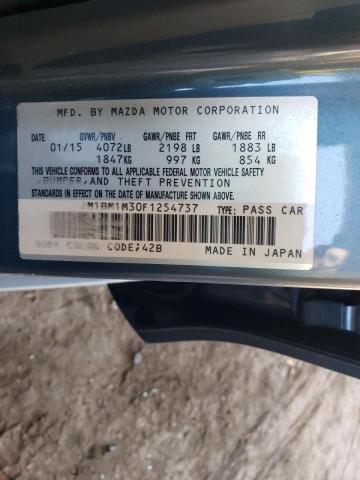 MFD. BY MAZDA MOTOR CORPORATION
DATE GVWR/PNBV GAWR/PNBE FRT GAWR/PNBE RR
01/15 4072LB 2198 LB 1883 LB
1847KG 997 KG 854 KG
THIS VEHICLE CONFORMS TO ALL APPLICABLE FEDERAL MOTOR VEHICLE SAFETY
BUMPER, AND THEFT PREVENTION
STANDARDS IN EFFECT ON THE DATE OF MANUFACTURE SHOWN ABOVE.
JM1BM1M30F1254737 TYPE: PASS CAR
BODY COLOR CODE:42B
MADE IN JAPAN